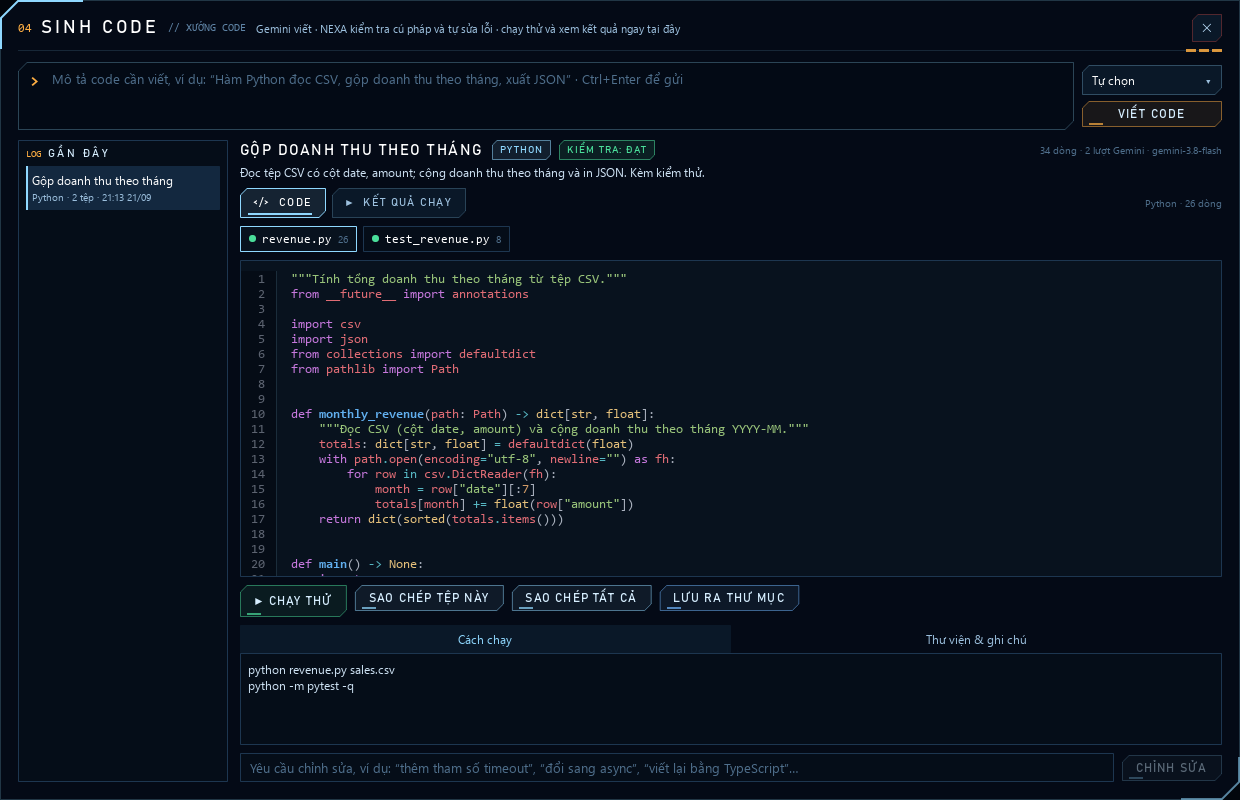 04 SINH CODE // XƯỞNG CODE Gemini viết · NEXA kiểm tra cú pháp và tự sửa lỗi · chạy thử và xem kết quả ngay tại đây ×
Mô tả code cần viết, ví dụ: "Hàm Python đọc CSV, gộp doanh thu theo tháng, xuất JSON" · Ctrl+Enter để gửi
Tự chọn
VIẾT CODE
LOG GẦN ĐÂY
Gộp doanh thu theo tháng
Python · 2 tệp · 21:13 21/09
GỘP DOANH THU THEO THÁNG PYTHON KIỂM TRA: ĐẠT 34 dòng · 2 lượt Gemini · gemini-3.8-flash
Đọc tệp CSV có cột date, amount; cộng doanh thu theo tháng và in JSON. Kèm kiểm thử.
</> CODE ▶ KẾT QUẢ CHẠY Python · 26 dòng
revenue.py 26 test_revenue.py 8
1 """Tính tổng doanh thu theo tháng từ tệp CSV."""
2 from __future__ import annotations
3
4 import csv
5 import json
6 from collections import defaultdict
7 from pathlib import Path
8
9
10 def monthly_revenue(path: Path) -> dict[str, float]:
11     """Đọc CSV (cột date, amount) và cộng doanh thu theo tháng YYYY-MM."""
12     totals: dict[str, float] = defaultdict(float)
13     with path.open(encoding="utf-8", newline="") as fh:
14         for row in csv.DictReader(fh):
15             month = row["date"][:7]
16             totals[month] += float(row["amount"])
17     return dict(sorted(totals.items()))
18
19
20 def main() -> None:
▶ CHẠY THỬ SAO CHÉP TỆP NÀY SAO CHÉP TẤT CẢ LƯU RA THƯ MỤC
Cách chạy Thư viện & ghi chú
python revenue.py sales.csv
python -m pytest -q
Yêu cầu chỉnh sửa, ví dụ: "thêm tham số timeout", "đổi sang async", "viết lại bằng TypeScript"…
CHỈNH SỬA